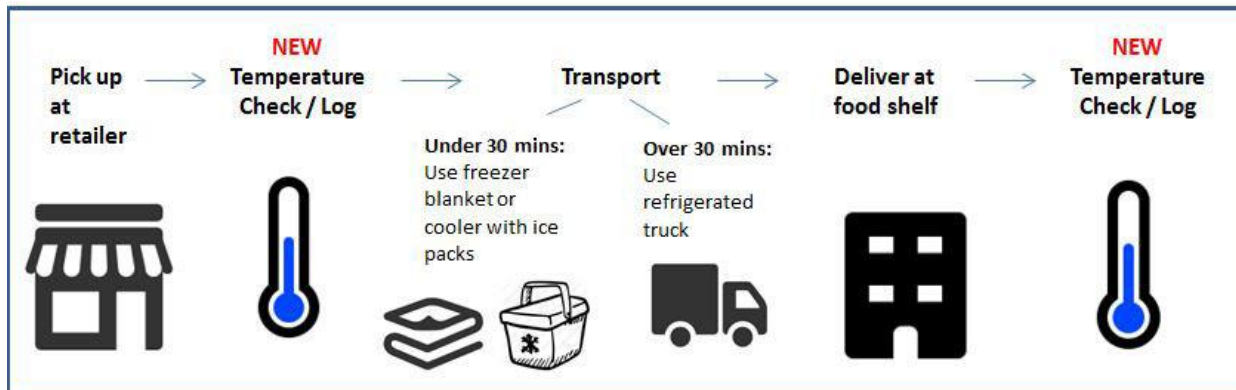 Pick up
at
retailer
NEW
Temperature
Check / Log
Transport
Under 30 mins:
Use freezer
blanket or
cooler with ice
packs
Over 30 mins:
Use
refrigerated
truck
Deliver at
food shelf
NEW
Temperature
Check / Log